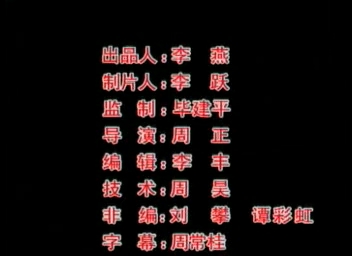 出品人:李 燕
制片人:李 跃
监 制:毕建平
导 演:周 正
编 辑:李 丰
技 术:周 昊
非 编:刘 攀 谭彩虹
字 幕:周常桂